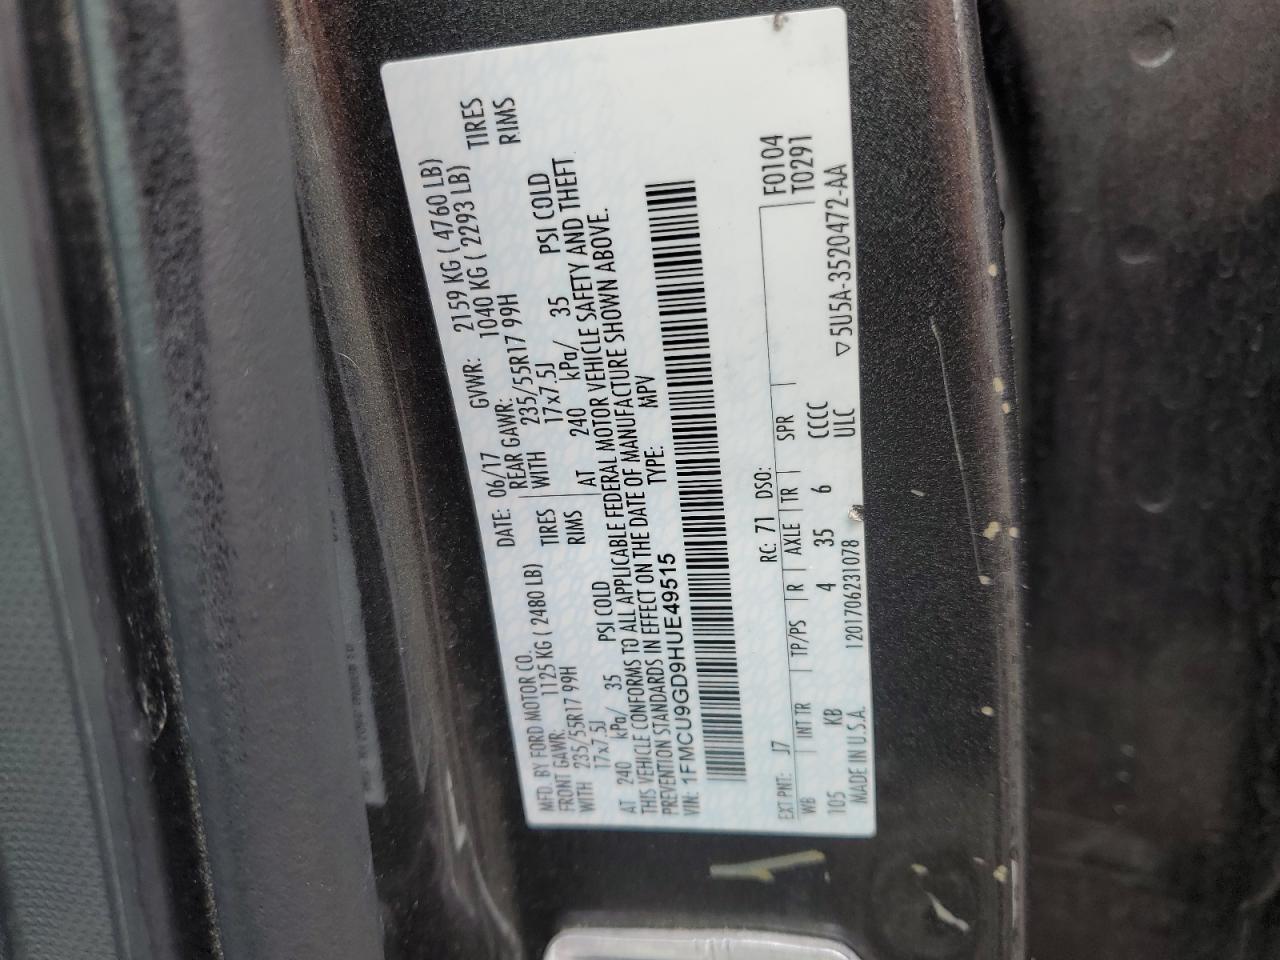 MFD. BY FORD MOTOR CO. DATE: 06/17 GVWR: 2159 KG ( 4760 LB)
FRONT GAWR: 1125 KG ( 2480 LB) REAR GAWR: 1040 KG ( 2293 LB)
WITH 235/55R17 99H TIRES WITH 235/55R17 99H TIRES
17x7.5J RIMS 17x7.5J RIMS
AT 240 kPa/ 35 PSI COLD AT 240 kPa/ 35 PSI COLD
THIS VEHICLE CONFORMS TO ALL APPLICABLE FEDERAL MOTOR VEHICLE SAFETY AND THEFT
PREVENTION STANDARDS IN EFFECT ON THE DATE OF MANUFACTURE SHOWN ABOVE.
VIN: 1FMCU9GD9HUE49515 TYPE: MPV
EXT PNT: J7 RC: 71 DSO: F0104
WB INT TR TP/PS R AXLE TR SPR T0291
105 KB 4 35 6 CCCC
MADE IN U.S.A. 1201706231078 ULC ▽5U5A-3520472-AA